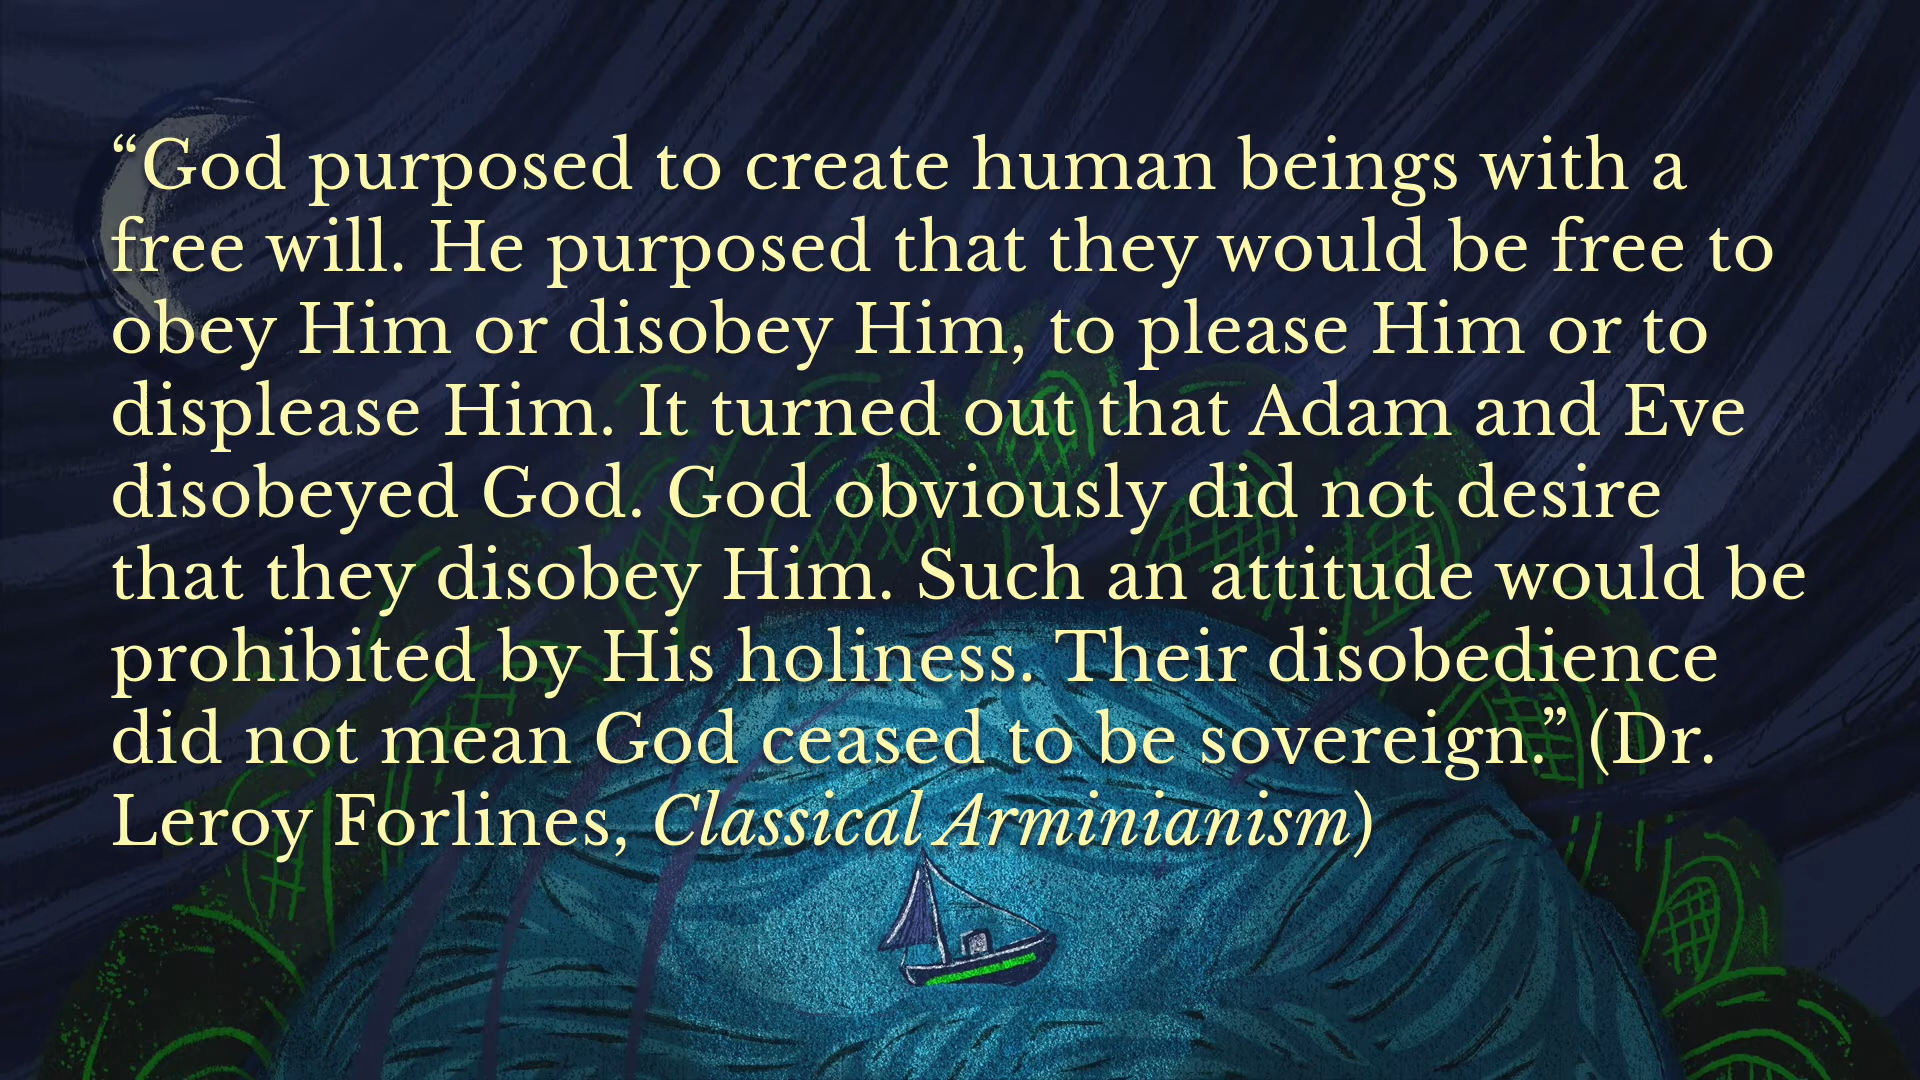 “God purposed to create human beings with a
free will. He purposed that they would be free to
obey Him or disobey Him, to please Him or to
displease Him. It turned out that Adam and Eve
disobeyed God. God obviously did not desire
that they disobey Him. Such an attitude would be
prohibited by His holiness. Their disobedience
did not mean God ceased to be sovereign.” (Dr.
Leroy Forlines, Classical Arminianism)